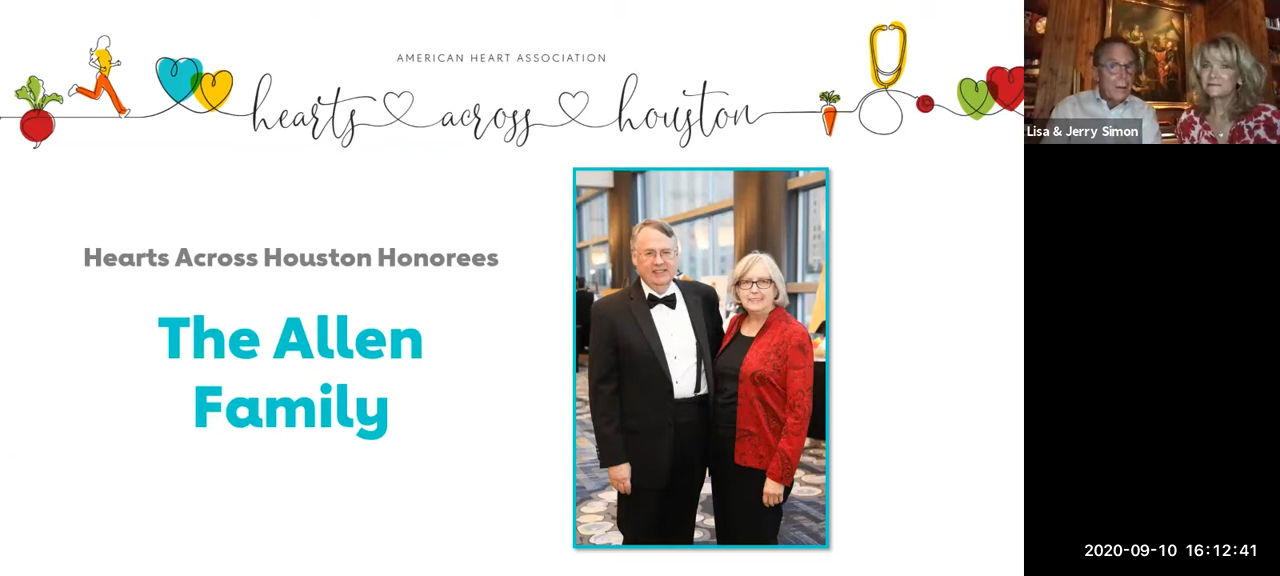 AMERICAN HEART ASSOCIATION
hearts across houston
Lisa & Jerry Simon
Hearts Across Houston Honorees
The Allen
Family
2020-09-10 16:12:41